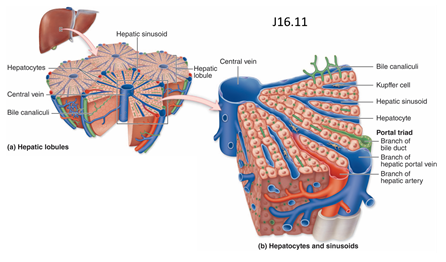 J16.11
Hepatic sinusoid
Hepatocytes
Hepatic
lobule
Central vein
Bile canaliculi
(a) Hepatic lobules
Central vein
Bile canaliculi
Kupffer cell
Hepatic sinusoid
Hepatocyte
Portal triad
Branch of
bile duct
Branch of
hepatic portal vein
Branch of
hepatic artery
(b) Hepatocytes and sinusoids